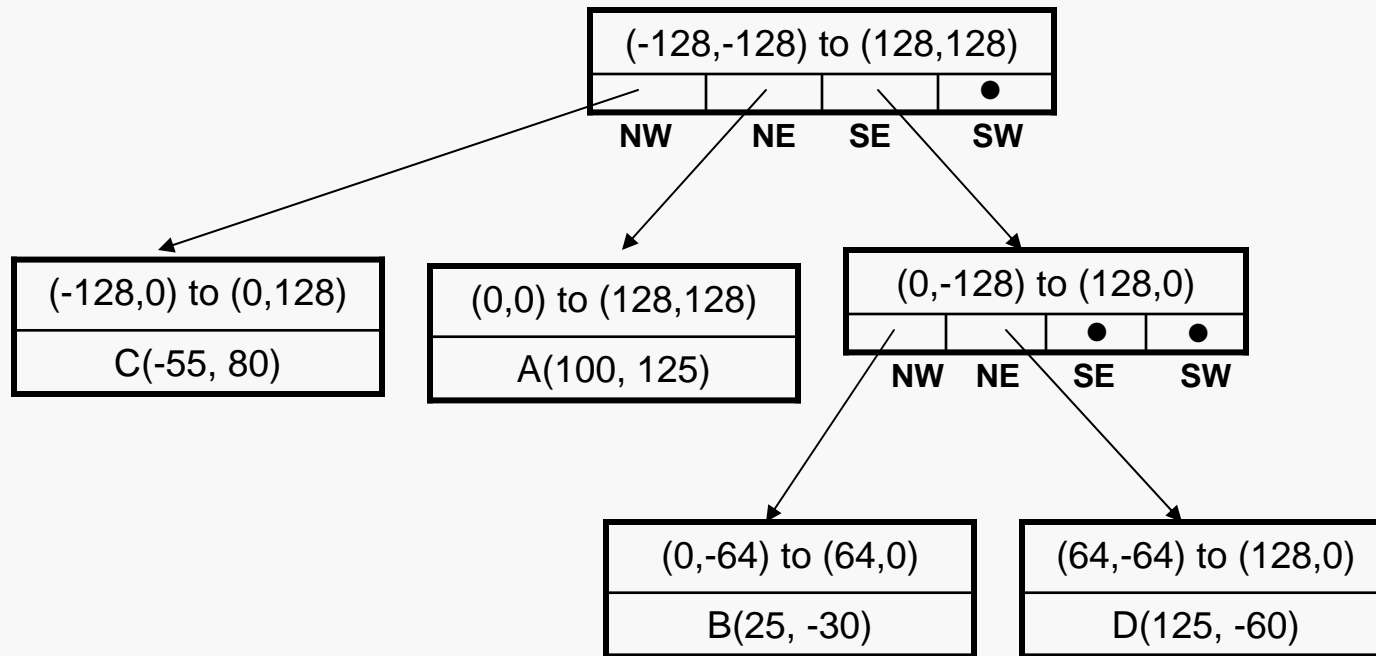 (-128,-128) to (128,128)
NW NE SE SW
(-128,0) to (0,128)
C(-55, 80)
(0,0) to (128,128)
A(100, 125)
(0,-128) to (128,0)
NW NE SE SW
(0,-64) to (64,0)
B(25, -30)
(64,-64) to (128,0)
D(125, -60)